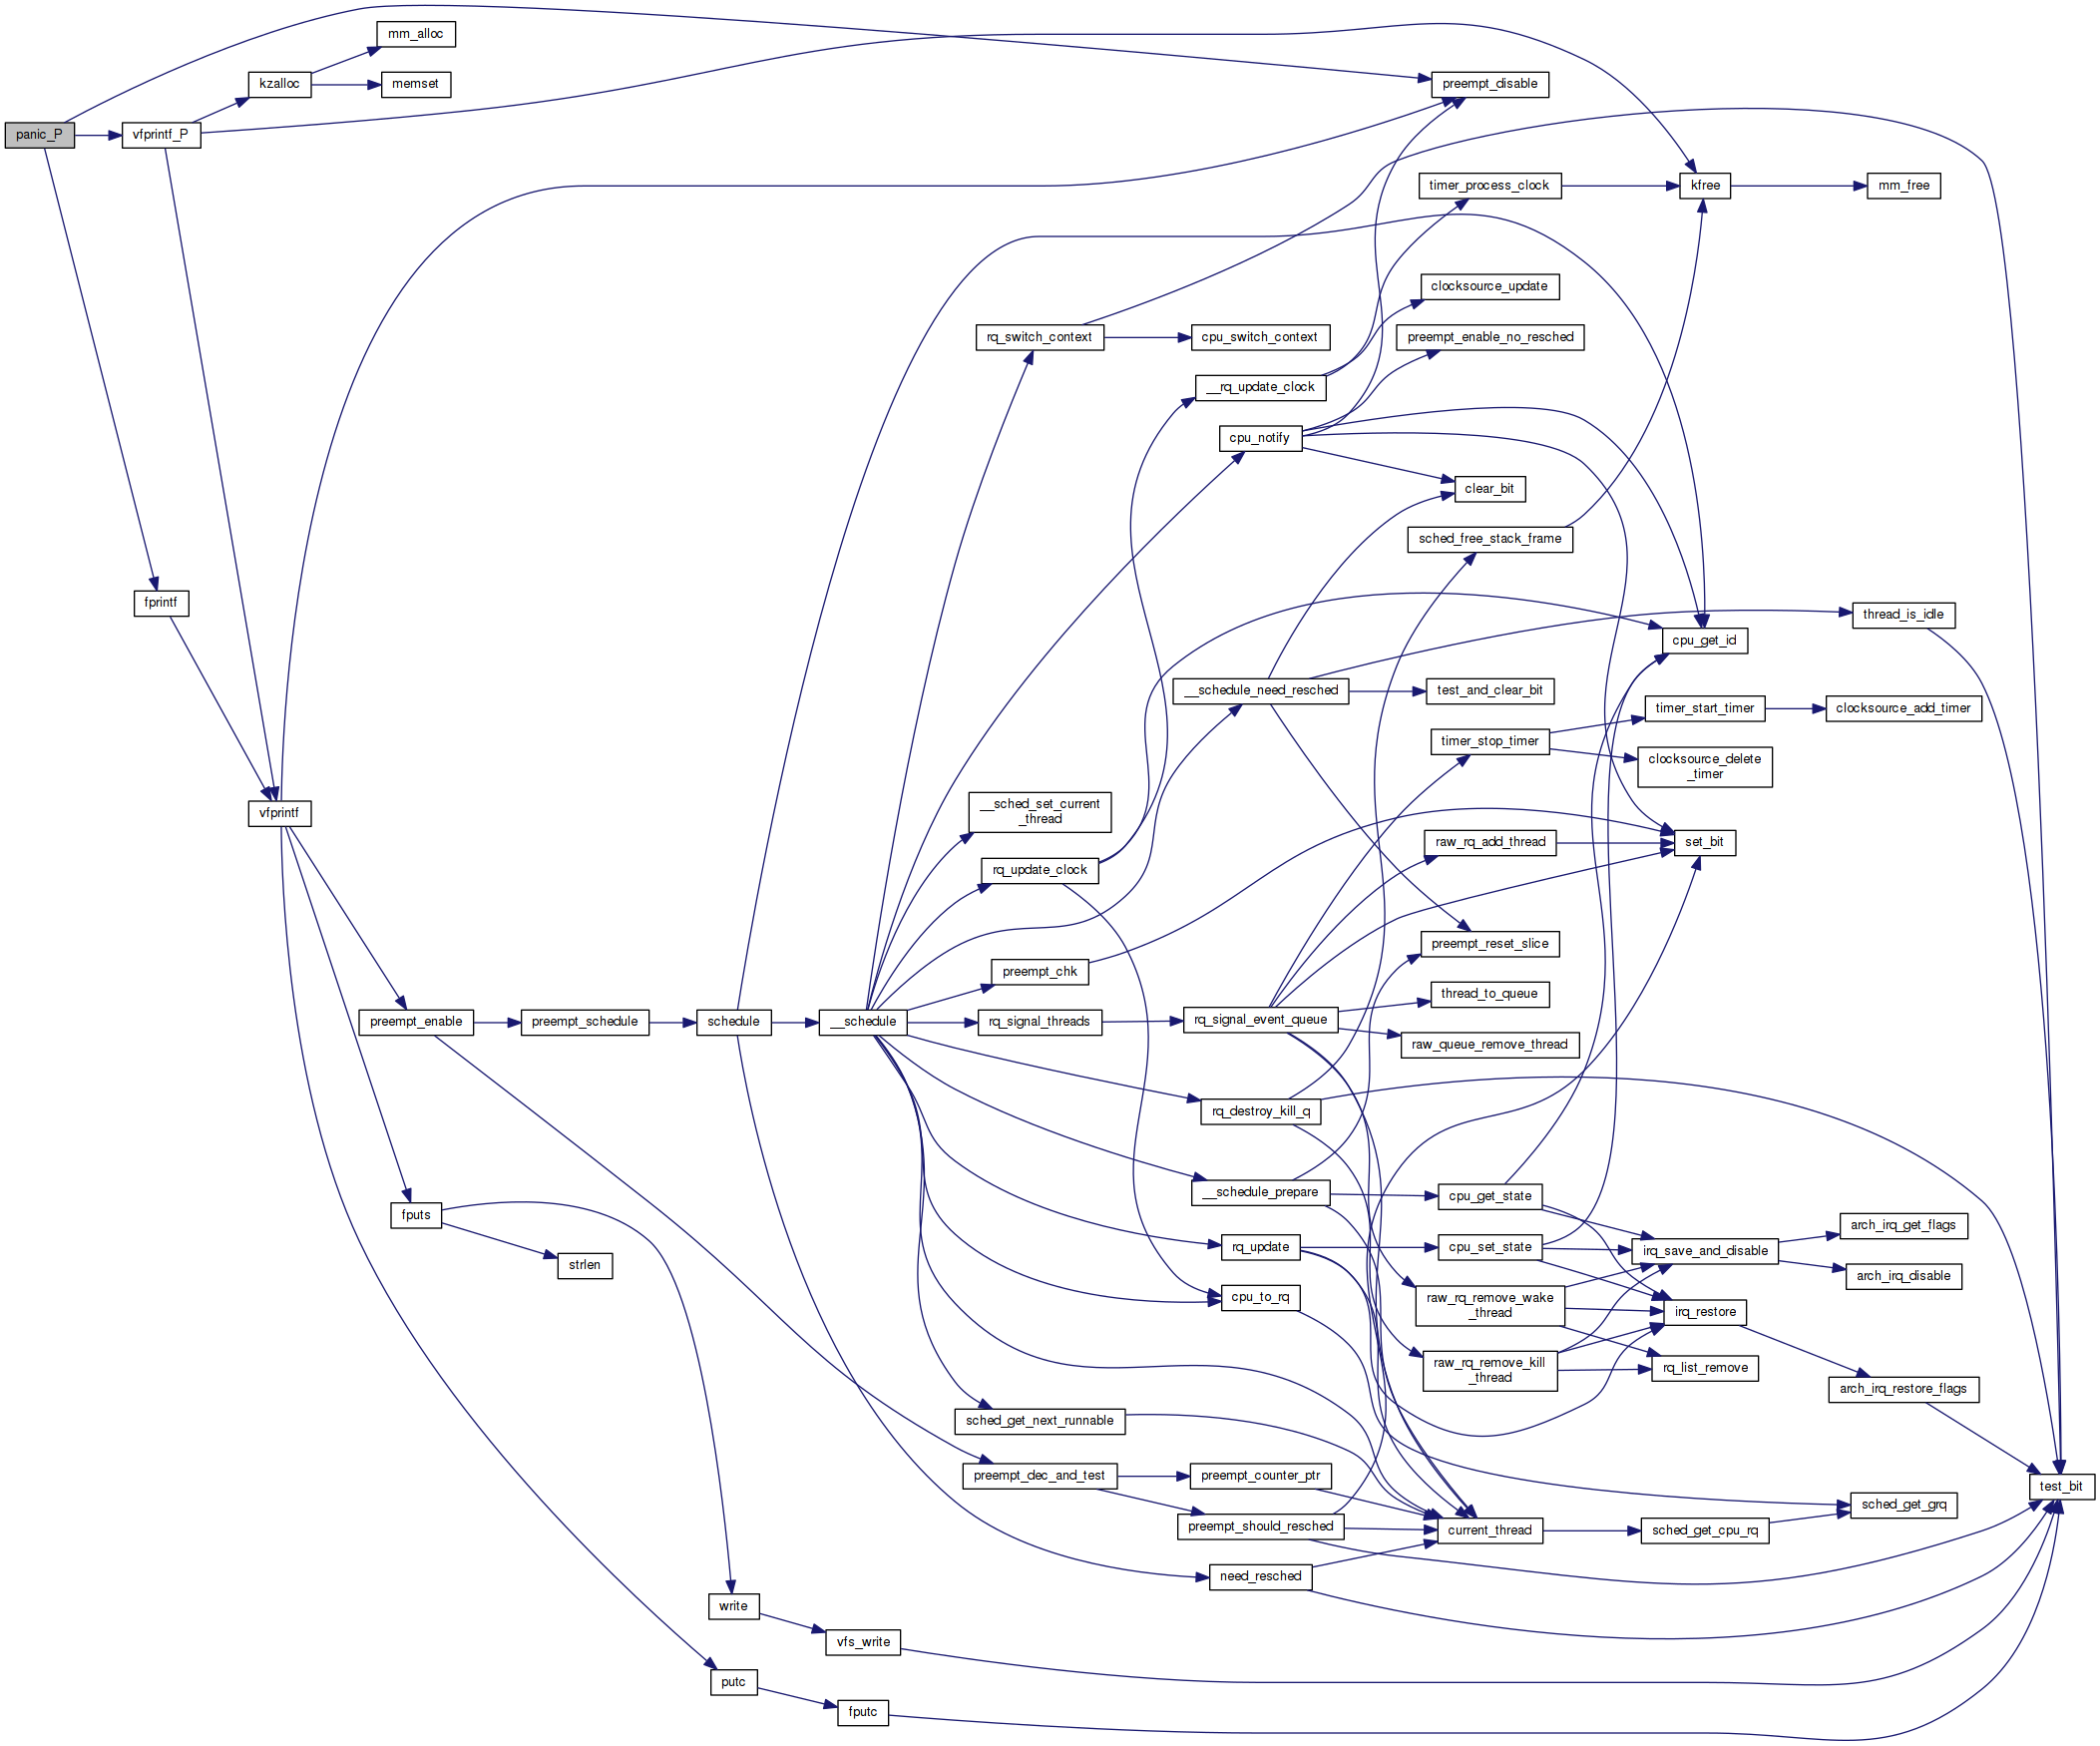 panic_P
vfprintf_P
kzalloc
mm_alloc
memset
fprintf
vfprintf
preempt_enable
fputs
strlen
preempt_schedule
schedule
write
putc
__schedule
vfs_write
fputc
rq_switch_context
__sched_set_current
_thread
rq_update_clock
preempt_chk
rq_signal_threads
sched_get_next_runnable
preempt_dec_and_test
cpu_switch_context
__rq_update_clock
cpu_notify
__schedule_need_resched
rq_signal_event_queue
rq_destroy_kill_q
__schedule_prepare
rq_update
cpu_to_rq
preempt_counter_ptr
preempt_should_resched
need_resched
preempt_disable
timer_process_clock
clocksource_update
preempt_enable_no_resched
clear_bit
sched_free_stack_frame
test_and_clear_bit
timer_stop_timer
raw_rq_add_thread
preempt_reset_slice
thread_to_queue
raw_queue_remove_thread
cpu_get_state
cpu_set_state
raw_rq_remove_wake
_thread
raw_rq_remove_kill
_thread
current_thread
kfree
cpu_get_id
timer_start_timer
clocksource_delete
_timer
set_bit
irq_save_and_disable
irq_restore
rq_list_remove
sched_get_cpu_rq
mm_free
thread_is_idle
clocksource_add_timer
arch_irq_get_flags
arch_irq_disable
arch_irq_restore_flags
sched_get_grq
test_bit